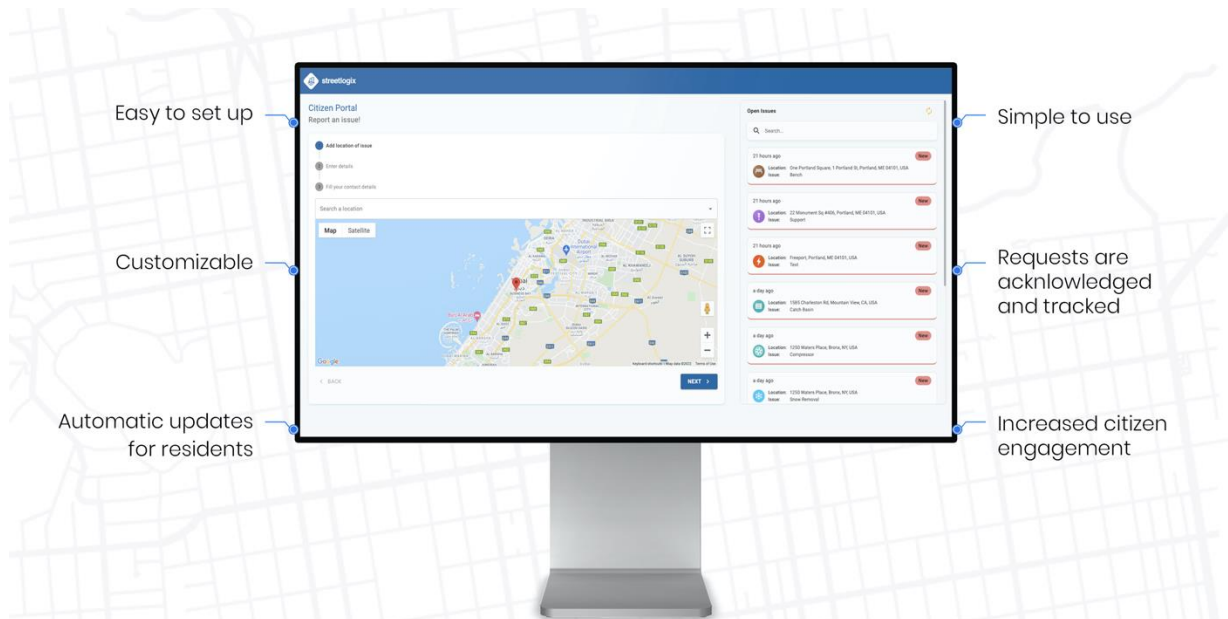 Easy to set up
Customizable
Automatic updates
for residents
streetlogix
Citizen Portal
Report an issue!
Add location of issue
Enter details
Fill your contact details
Search a location
Map Satellite
Dubai
International
Airport
Google
BACK
NEXT
Open Issues
Search..
21 hours ago New
Location: One Portland Square, 1 Portland St, Portland, ME 04101, USA
Issue: Bench
21 hours ago New
Location: 22 Monument Sq #406, Portland, ME 04101, USA
Issue: Support
21 hours ago New
Location: Freeport, Portland, ME 04101, USA
Issue: Text
a day ago New
Location: 1585 Charleston Rd, Mountain View, CA, USA
Issue: Catch Basin
a day ago New
Location: 1250 Waters Place, Bronx, NY, USA
Issue: Compressor
a day ago New
Location: 1250 Waters Place, Bronx, NY, USA
Issue: Snow Removal
Simple to use
Requests are
acknlowledged
and tracked
Increased citizen
engagement